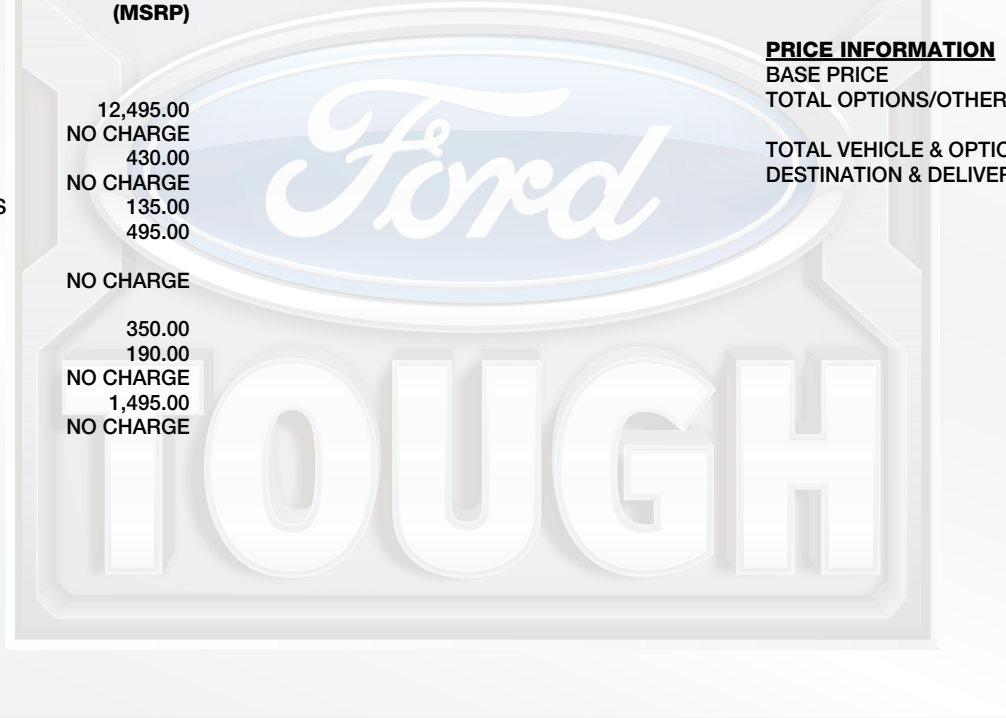 (MSRP)
12,495.00
NO CHARGE
430.00
NO CHARGE
S 135.00
495.00
NO CHARGE
350.00
190.00
NO CHARGE
1,495.00
NO CHARGE
PRICE INFORMATION
BASE PRICE
TOTAL OPTIONS/OTHER
TOTAL VEHICLE & OPTIO
DESTINATION & DELIVER
Ford
TOUGH